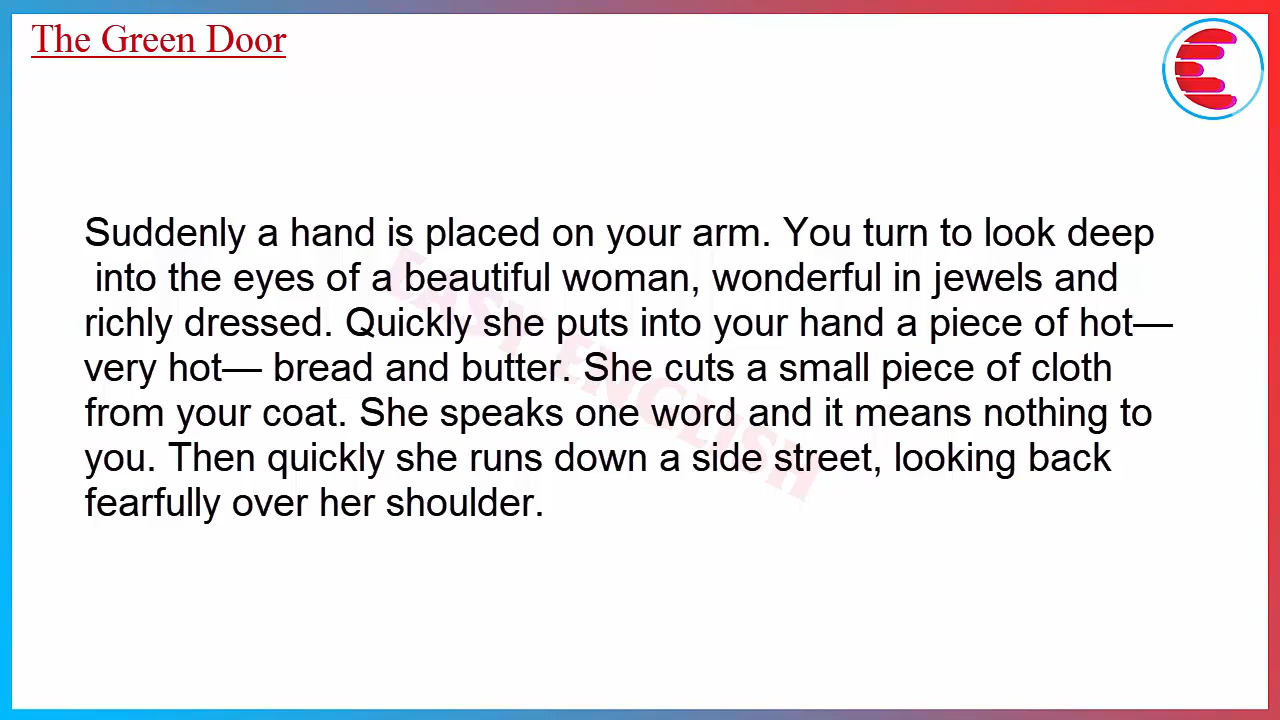 The Green Door
Suddenly a hand is placed on your arm. You turn to look deep
into the eyes of a beautiful woman, wonderful in jewels and
richly dressed. Quickly she puts into your hand a piece of hot—
very hot— bread and butter. She cuts a small piece of cloth
from your coat. She speaks one word and it means nothing to
you. Then quickly she runs down a side street, looking back
fearfully over her shoulder.
EASY ENGLISH